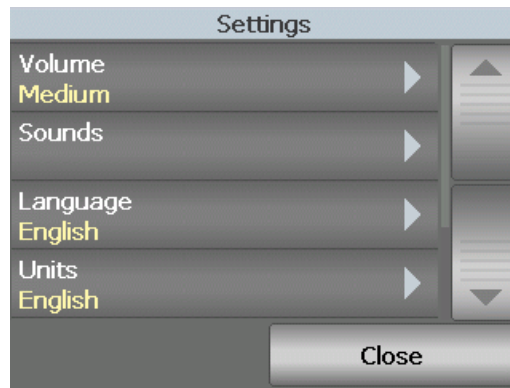 Settings
Volume
Medium
Sounds
Language
English
Units
English
Close